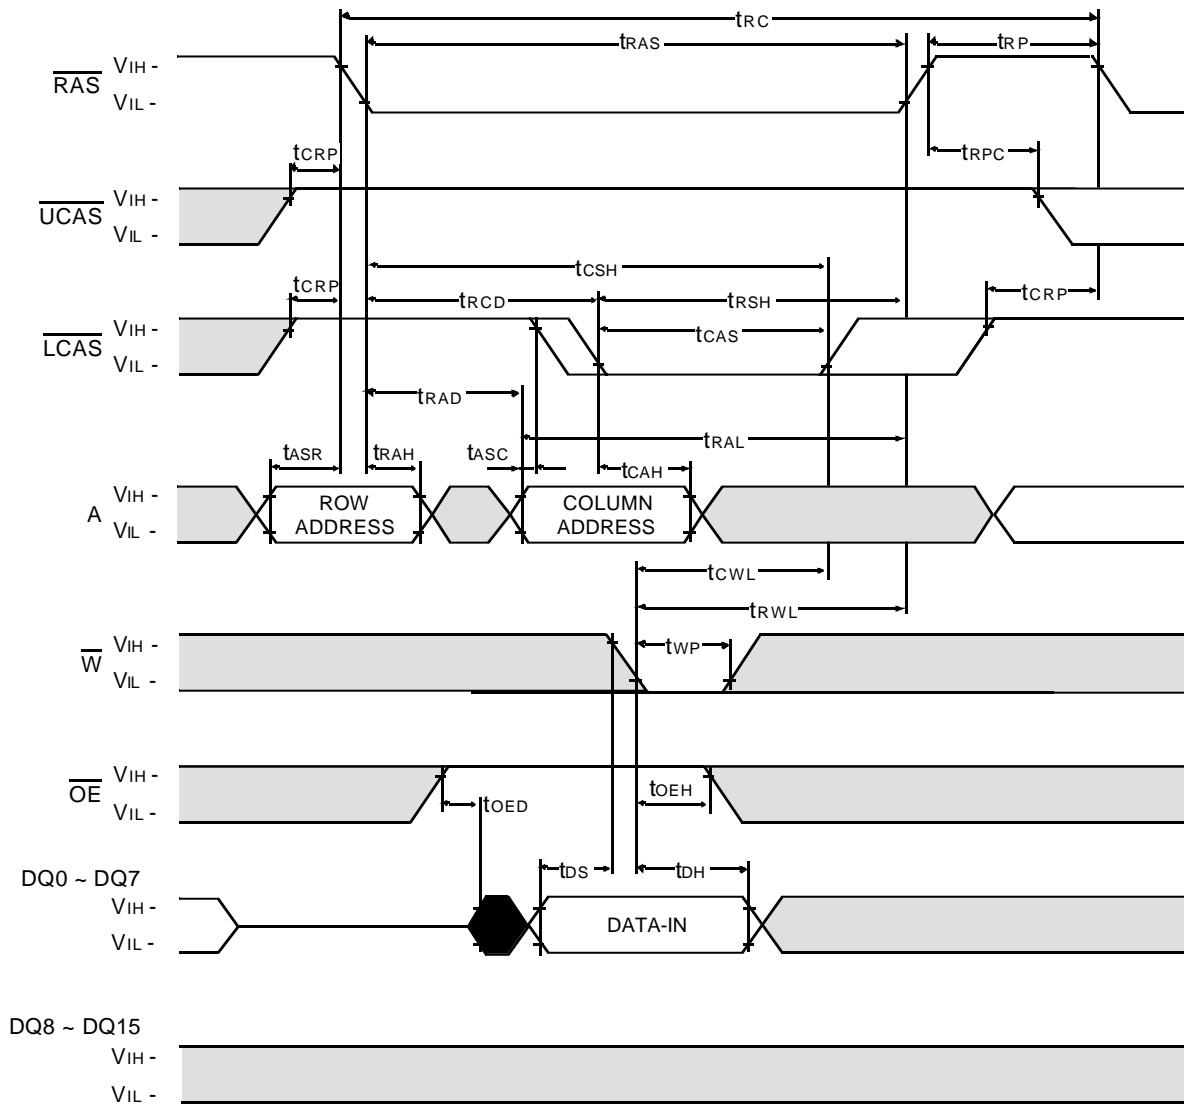 tRC
tRAS
tRP
RAS
VIH -
VIL -
tCRP
tRPC
UCAS
VIH -
VIL -
tCSH
tCRP
tRCD
tRSH
tCRP
LCAS
VIH -
VIL -
tCAS
tRAD
tRAL
tASR
tRAH
tASC
tCAH
A
VIH -
VIL -
ROW
ADDRESS
COLUMN
ADDRESS
tCWL
tRWL
W
VIH -
VIL -
tWP
OE
VIH -
VIL -
tOED
tOEH
tDS
tDH
DQ0 ~ DQ7
VIH -
VIL -
DATA-IN
DQ8 ~ DQ15
VIH -
VIL -